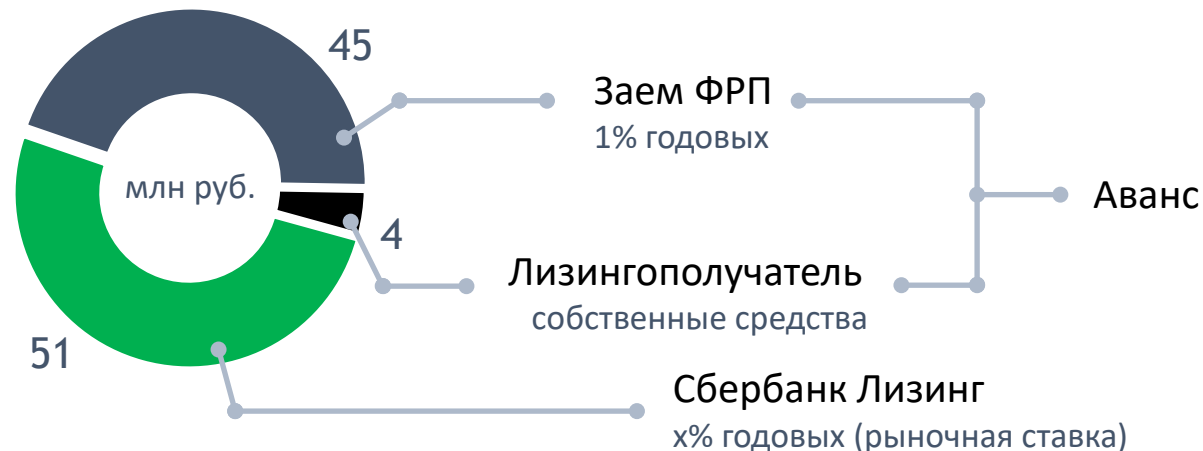 45
Заем ФРП
1% годовых
млн руб.
Аванс
4
Лизингополучатель
собственные средства
51
Сбербанк Лизинг
x% годовых (рыночная ставка)